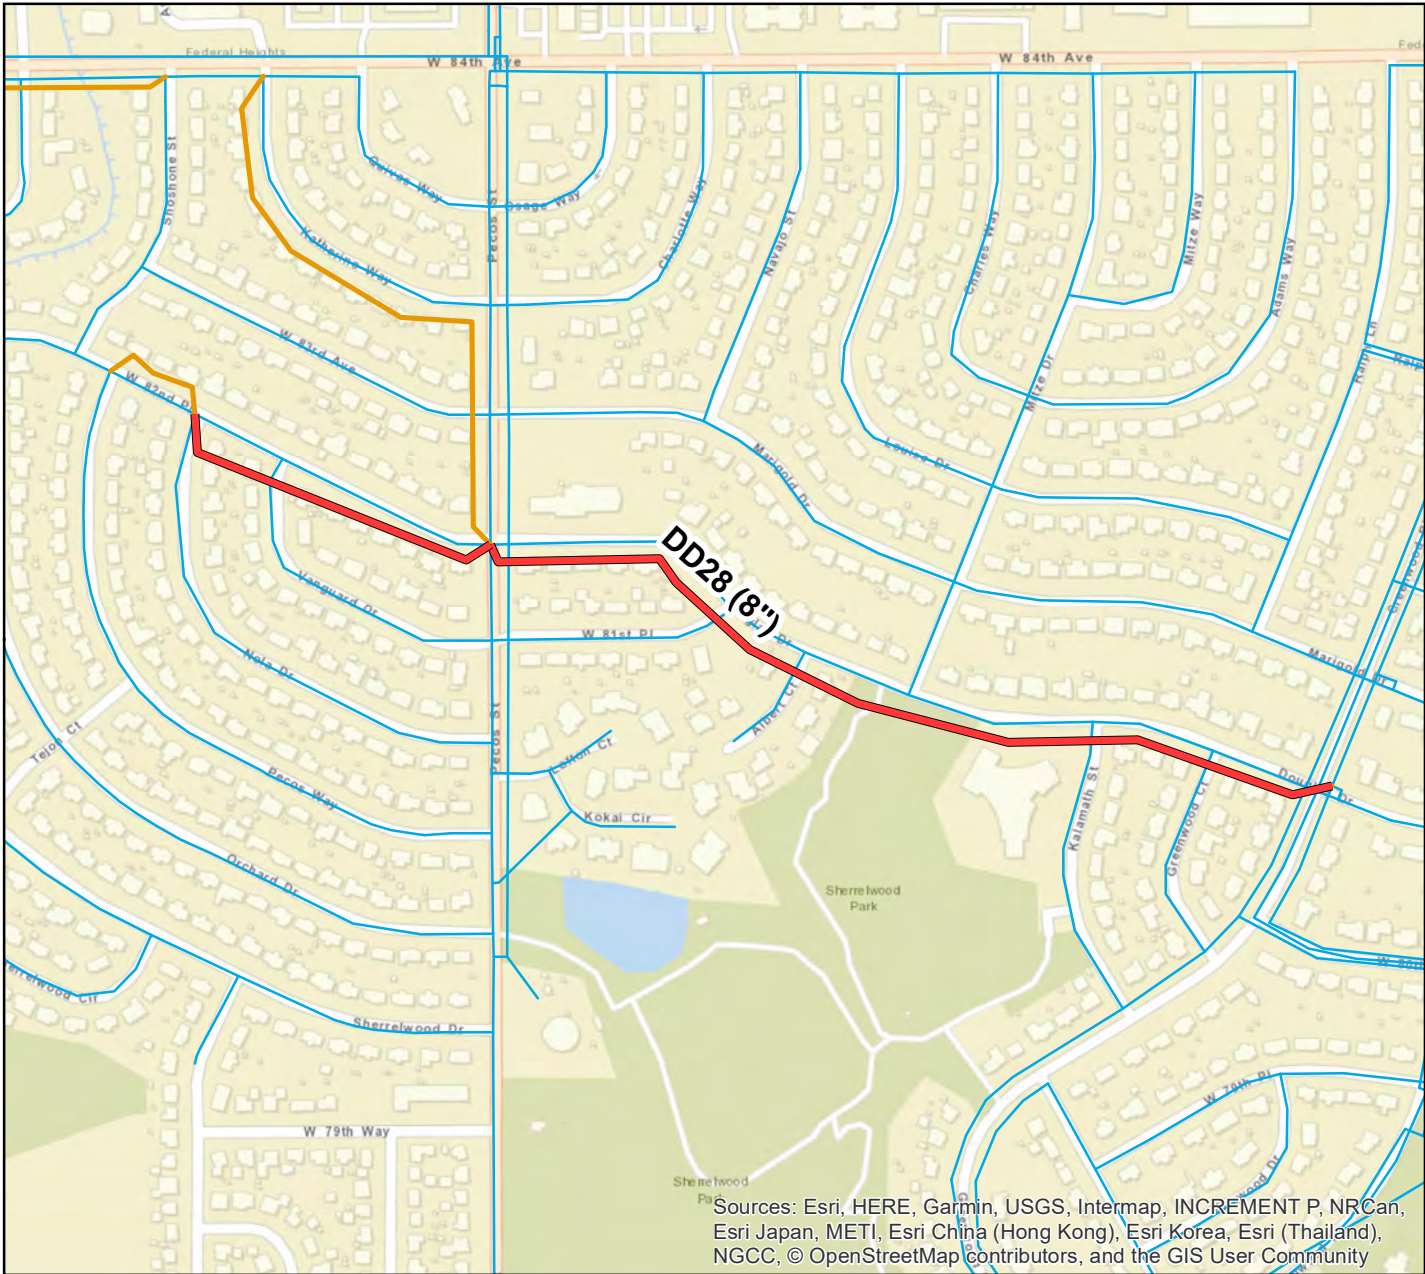 Federal Heights
W 84th Ave
W 84th Ave
Fed
Shoshone St
Quivas Way
Osage Way
Pecos St
Katherine Way
Charlotte Way
Navajo St
Charles Way
Mitze Way
Adams Way
Ralph Ln
W 83rd Ave
Mitze Dr
W 82nd Pl
Marigold Dr
Louise Dr
DD28 (8")
Vanguard Dr
W 81st Pl
Dr
Nola Dr
Marigold Dr
Albert Ct
Tejon Ct
Pecos St
Lofton Ct
Pecos Way
Kokai Cir
Kalamath St
Greenwood Ct
Dr
Orchard Dr
Sherrelwood
Park
Sherrelwood Dr
W 79th Pl
W 79th Way
Sherrelwood
Park
Sources: Esri, HERE, Garmin, USGS, Intermap, INCREMENT P, NRCan,
Esri Japan, METI, Esri China (Hong Kong), Esri Korea, Esri (Thailand),
NGCC, © OpenStreetMap contributors, and the GIS User Community